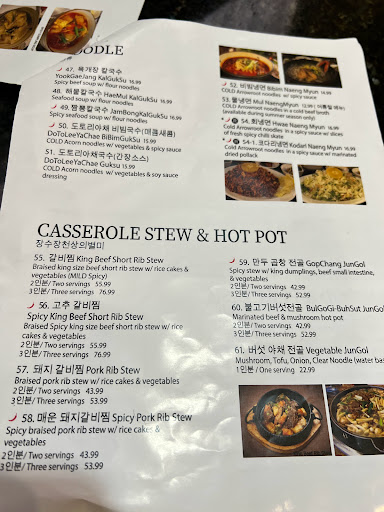 OODLE
47. 육개장 칼국수
YookGaeJang KalGukSu 16.99
Spicy beef soup w/ flour noodles
48. 해물칼국수 HaeMul KalGukSu 16.99
Seafood soup w/ flour noodles
49. 짬뽕칼국수 JamBongKalGukSu 16.99
Spicy seafood soup w/ flour noodles
50. 도토리야채 비빔국수(매콤새콤)
DoToLeeYaChae BiBimGukSu 15.99
COLD Acorn noodles w/ vegetables & spicy sauce
51. 도토리야채국수(간장소스)
DoToLeeYaChae Guksu 15.99
COLD Acorn noodles w/ vegetables & soy sauce
dressing
52. 비빔냉면 Bibim Naeng Myun 16.99
COLD Arrowroot noodles w/ spicy sauce
53. 물냉면 Mul NaengMyun
COLD Arrowroot noodles in a cold beef broth
(available during summer season only)
54. 회냉면 Hwae Naeng Myun
Cold Arrowroot noodles in a spicy sauce w/ slices
of fresh spicy chilli skate
54-1. 코다리냉면 Kodari Naeng Myun
Cold Arrowroot noodles in a spicy sauce w/ marinated
dried pollack
CASSEROLE STEW & HOT POT
장수장천상의별미
55. 갈비찜 King Beef Short Rib Stew
Braised king size beef short rib stew w/ rice cakes &
vegetables (MILD Spicy)
2인분/ Two servings 55.99
3인분/ Three servings 76.99
56. 고추 갈비찜
Spicy King Beef Short Rib Stew
Braised Spicy king size beef short rib stew w/ rice
cakes & vegetables
2인분/ Two servings 55.99
3인분/ Three servings 76.99
57. 돼지 갈비찜 Pork Rib Stew
Braised pork rib stew w/ rice cakes & vegetables
2인분/ Two servings 43.99
3인분/ Three servings 53.99
58. 매운 돼지갈비찜 Spicy Pork Rib Stew
Spicy braised pork rib stew w/ rice cakes &
vegetables
2인분/ Two servings 43.99
3인분/ Three servings 53.99
59. 만두 곱창 전골 GopChang JunGol
Spicy stew w/ king dumplings, beef small intestine,
& vegetables
2인분/ Two servings 39.99
3인분/ Three servings 52.99
60. 불고기버섯전골 BulGoGi-BuhSut JunGol
Marinated beef & mushroom hot pot
2인분/ Two servings 39.99
3인분/ Three servings 52.99
61. 버섯 야채 전골 Vegetable JunGol
Mushroom, Tofu, Onion, Clear Noodle (water bas
1인분/ One serving 22.99